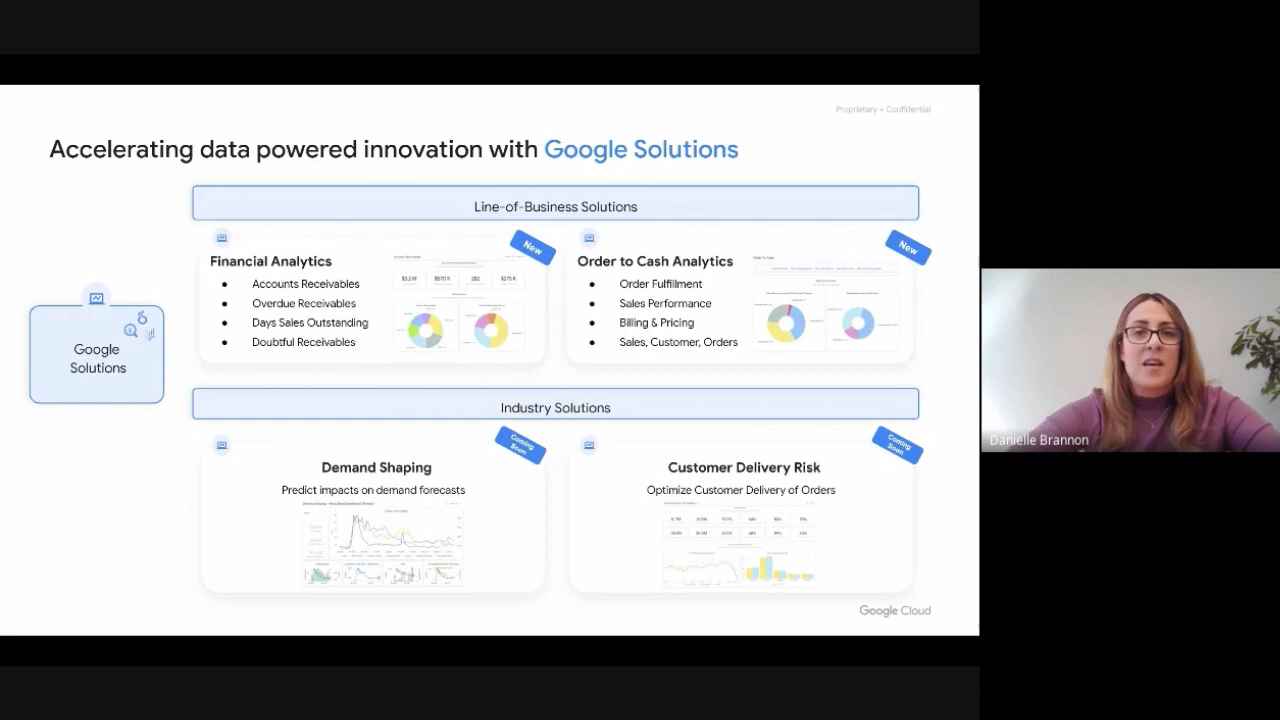 Proprietary + Confidential
Accelerating data powered innovation with Google Solutions
Line-of-Business Solutions
New
New
Financial Analytics
Accounts Receivables
Overdue Receivables
Days Sales Outstanding
Doubtful Receivables
Order to Cash Analytics
Order Fulfillment
Sales Performance
Billing & Pricing
Sales, Customer, Orders
Google
Solutions
Industry Solutions
Coming
Soon
Coming
Soon
Demand Shaping
Predict impacts on demand forecasts
Customer Delivery Risk
Optimize Customer Delivery of Orders
Google Cloud
Danielle Brannon